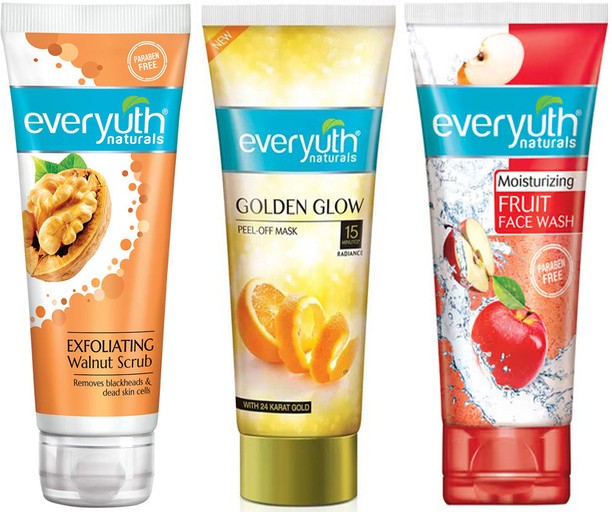 PARABEN
FREE
everyuth®
naturals
EXFOLIATING
Walnut Scrub
Removes blackheads &
dead skin cells
NEW
everyuth®
naturals
GOLDEN GLOW
PEEL-OFF MASK
15
MINUTES
RADIANCE
WITH 24 KARAT GOLD
everyuth®
naturals
Moisturizing
FRUIT
FACE WASH
PARABEN
FREE